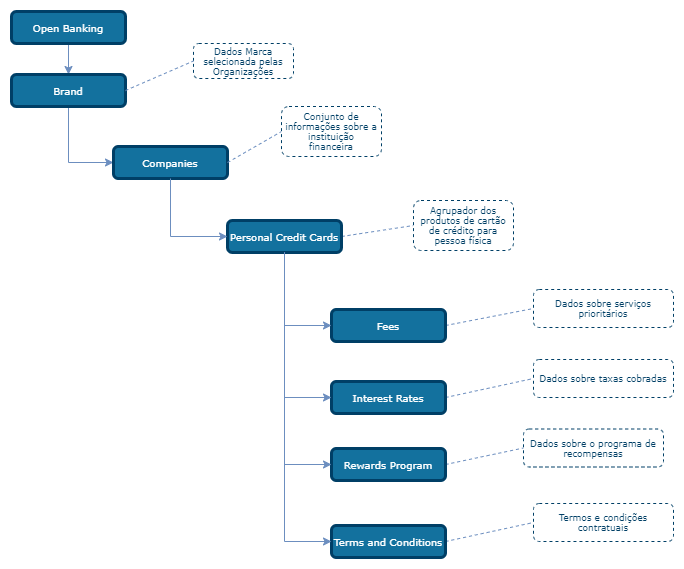 Open Banking
Dados Marca
selecionada pelas
Organizações
Brand
Conjunto de
informações sobre a
instituição
financeira
Companies
Agrupador dos
produtos de cartão
de crédito para
pessoa física
Personal Credit Cards
Dados sobre serviços
prioritários
Fees
Dados sobre taxas cobradas
Interest Rates
Dados sobre o programa de
recompensas
Rewards Program
Termos e condições
contratuais
Terms and Conditions